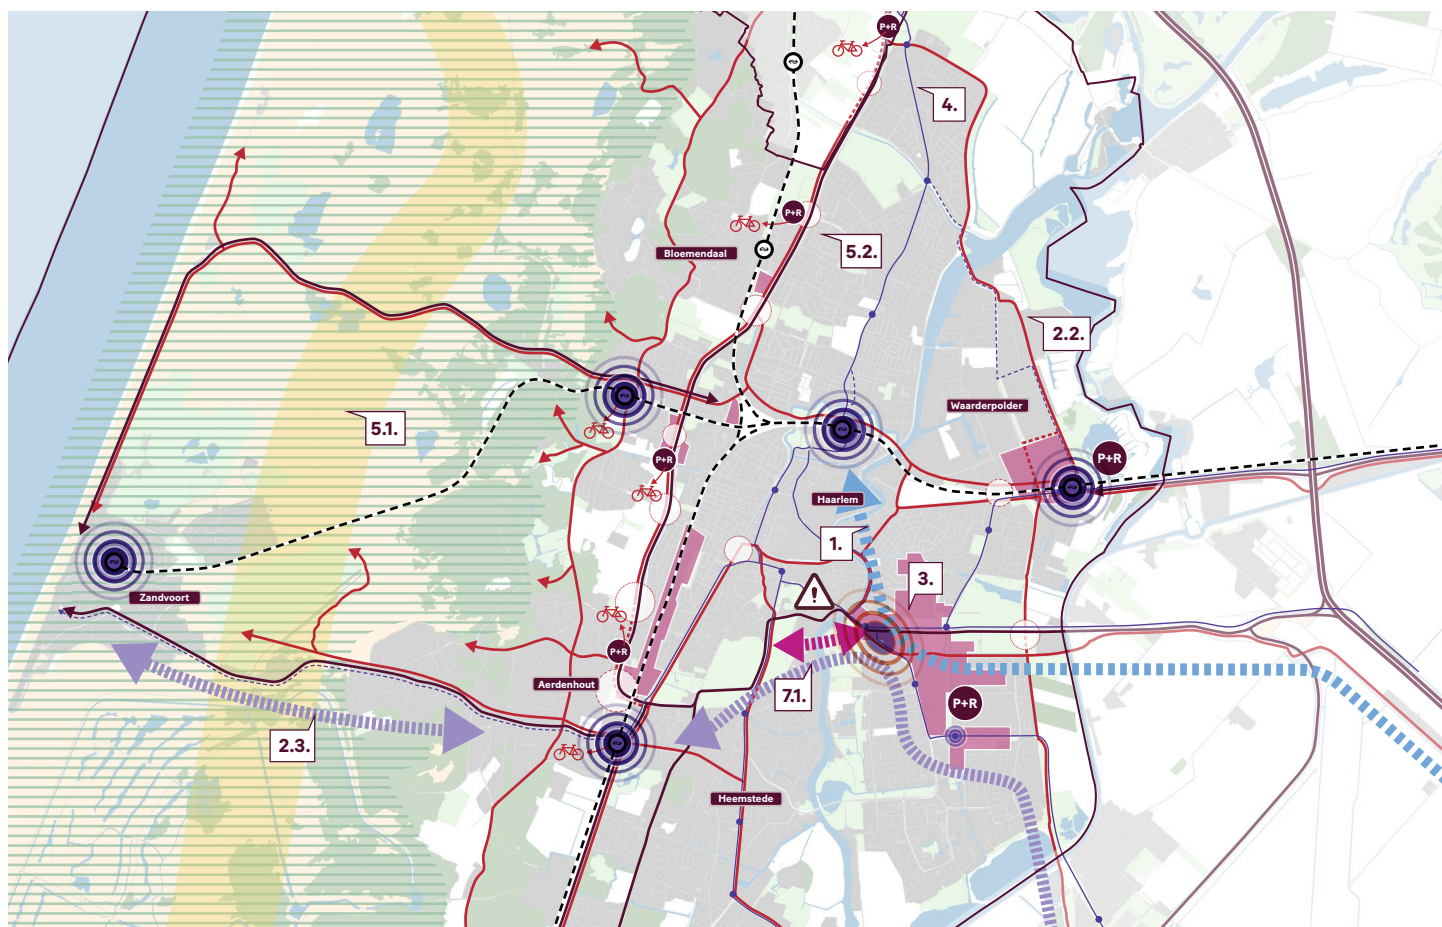 P+R
4.
P+R
5.2.
Bloemendaal
2.2.
Waarderpolder
5.1.
P+R
P+R
Haarlem
1.
3.
Zandvoort
P+R
Aerdenhout
7.1.
P+R
2.3.
Heemstede
!